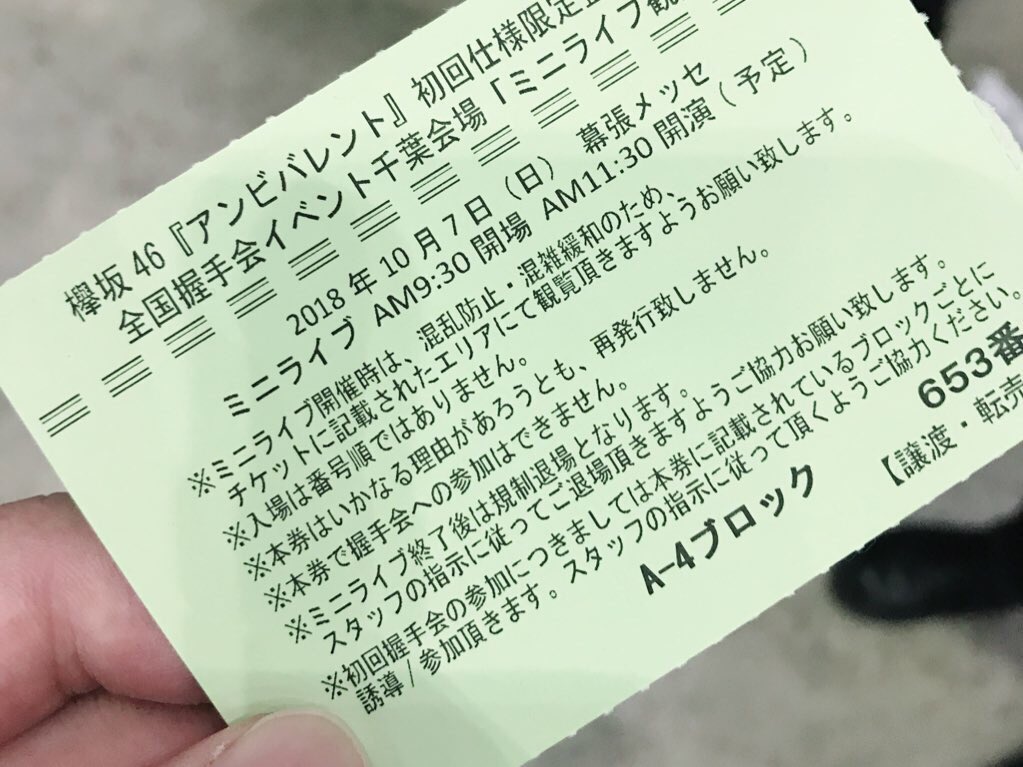 欅坂46『アンビバレント』初回仕様限定
全国握手会イベント千葉会場「ミニライブ観
2018年10月7日（日） 幕張メッセ
ミニライブ AM9:30開場 AM11:30開演（予定）
※ミニライブ開催時は、混乱防止・混雑緩和のため、
チケットに記載されたエリアにて観覧頂きますようお願い致します。
※入場は番号順ではありません。
※本券はいかなる理由があろうとも、再発行致しません。
※本券で握手会への参加はできません。
※ミニライブ終了後は規制退場となります。
スタッフの指示に従ってご退場頂きますようご協力お願い致します。
※初回握手会の参加につきましては本券に記載されているブロックごとに
誘導/参加頂きます。スタッフの指示に従って頂くようご協力ください。
A-4ブロック 653番
【譲渡・転売